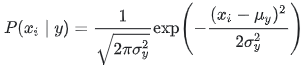 P(x_i | y) = \frac{1}{\sqrt{2\pi\sigma_y^2}} \exp\left(-\frac{(x_i - \mu_y)^2}{2\sigma_y^2}\right)